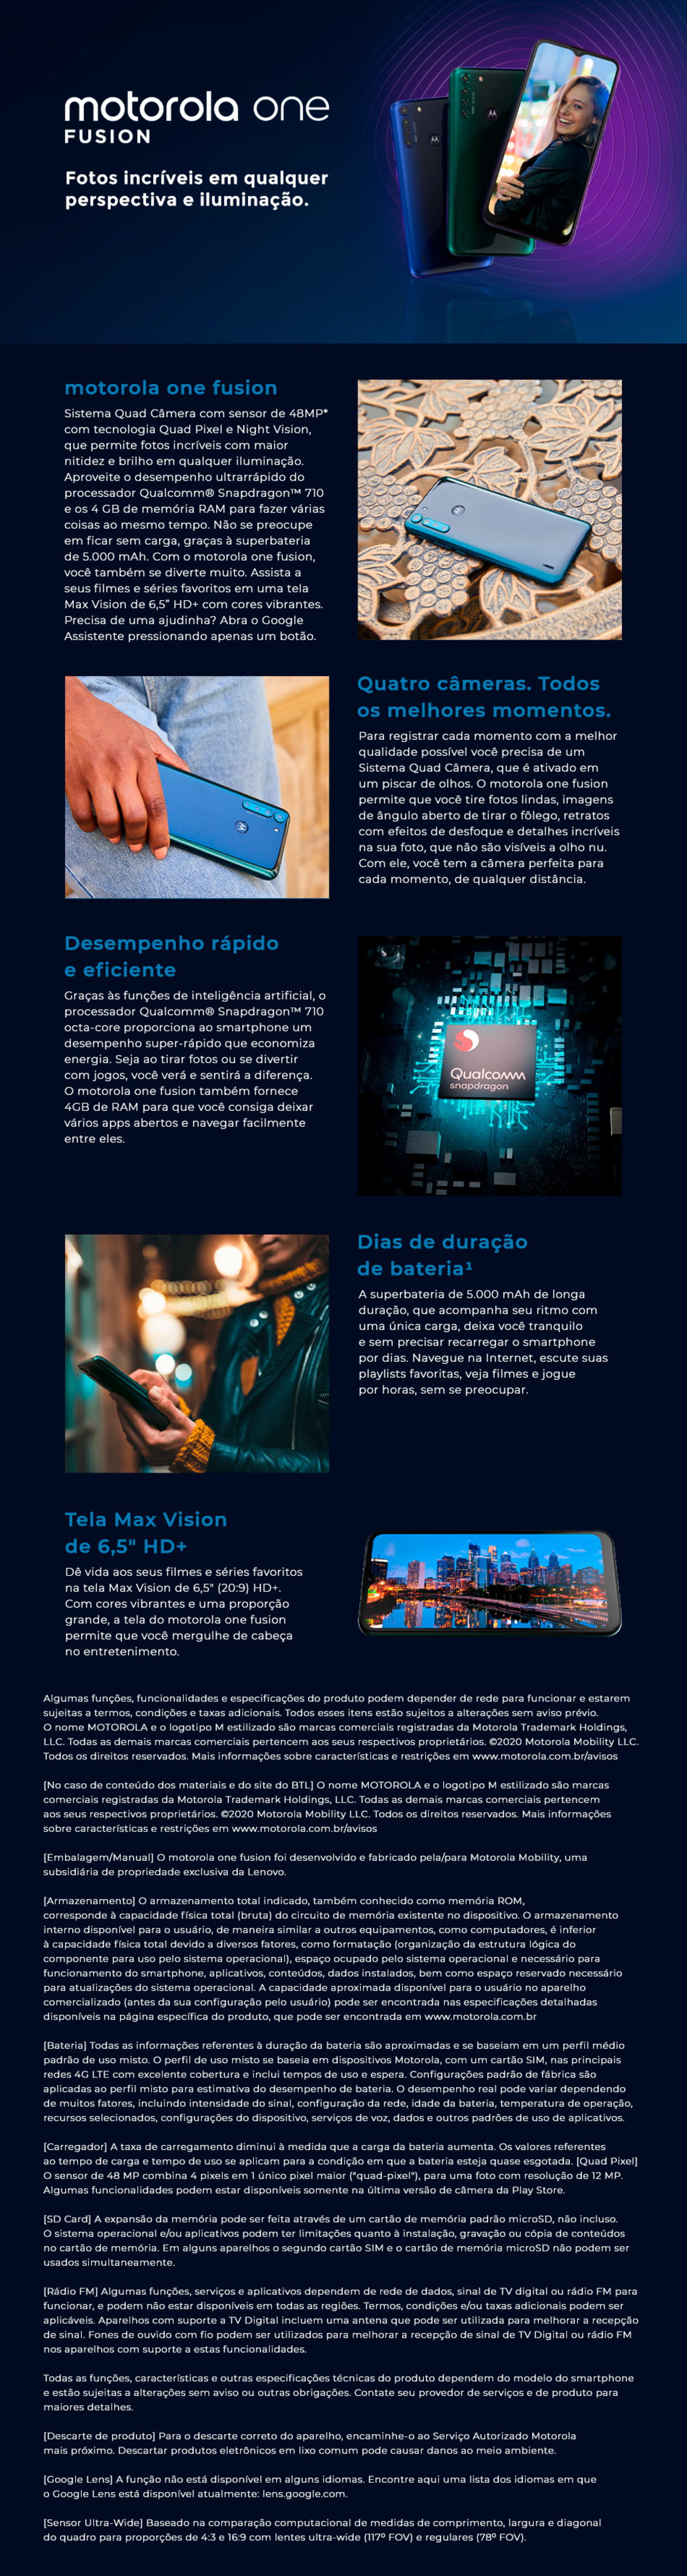 motorola one
FUSION
Fotos incríveis em qualquer
perspectiva e iluminação.
motorola one fusion
Sistema Quad Câmera com sensor de 48MP*
com tecnologia Quad Pixel e Night Vision,
que permite fotos incríveis com maior
nitidez e brilho em qualquer iluminação.
Aproveite o desempenho ultrarrápido do
processador Qualcomm® Snapdragon™ 710
e os 4 GB de memória RAM para fazer várias
coisas ao mesmo tempo. Não se preocupe
em ficar sem carga, graças à superbateria
de 5.000 mAh. Com o motorola one fusion,
você também se diverte muito. Assista a
seus filmes e séries favoritos em uma tela
Max Vision de 6,5" HD+ com cores vibrantes.
Precisa de uma ajudinha? Abra o Google
Assistente pressionando apenas um botão.
Quatro câmeras. Todos
os melhores momentos.
Para registrar cada momento com a melhor
qualidade possível você precisa de um
Sistema Quad Câmera, que é ativado em
um piscar de olhos. O motorola one fusion
permite que você tire fotos lindas, imagens
de ângulo aberto de tirar o fôlego, retratos
com efeitos de desfoque e detalhes incríveis
na sua foto, que não são visíveis a olho nu.
Com ele, você tem a câmera perfeita para
cada momento, de qualquer distância.
Desempenho rápido
e eficiente
Graças às funções de inteligência artificial, o
processador Qualcomm® Snapdragon™ 710
octa-core proporciona ao smartphone um
desempenho super-rápido que economiza
energia. Seja ao tirar fotos ou se divertir
com jogos, você verá e sentirá a diferença.
O motorola one fusion também fornece
4GB de RAM para que você consiga deixar
vários apps abertos e navegar facilmente
entre eles.
Qualcomm
snapdragon
Dias de duração
de bateria¹
A superbateria de 5.000 mAh de longa
duração, que acompanha seu ritmo com
uma única carga, deixa você tranquilo
e sem precisar recarregar o smartphone
por dias. Navegue na Internet, escute suas
playlists favoritas, veja filmes e jogue
por horas, sem se preocupar.
Tela Max Vision
de 6,5" HD+
Dê vida aos seus filmes e séries favoritos
na tela Max Vision de 6,5" (20:9) HD+.
Com cores vibrantes e uma proporção
grande, a tela do motorola one fusion
permite que você mergulhe de cabeça
no entretenimento.
Algumas funções, funcionalidades e especificações do produto podem depender de rede para funcionar e estarem
sujeitas a termos, condições e taxas adicionais. Todos esses itens estão sujeitos a alterações sem aviso prévio.
O nome MOTOROLA e o logotipo M estilizado são marcas comerciais registradas da Motorola Trademark Holdings,
LLC. Todas as demais marcas comerciais pertencem aos seus respectivos proprietários. ©2020 Motorola Mobility LLC.
Todos os direitos reservados. Mais informações sobre características e restrições em www.motorola.com.br/avisos
[No caso de conteúdo dos materiais e do site do BTL] O nome MOTOROLA e o logotipo M estilizado são marcas
comerciais registradas da Motorola Trademark Holdings, LLC. Todas as demais marcas comerciais pertencem
aos seus respectivos proprietários. ©2020 Motorola Mobility LLC. Todos os direitos reservados. Mais informações
sobre características e restrições em www.motorola.com.br/avisos
[Embalagem/Manual] O motorola one fusion foi desenvolvido e fabricado pela/para Motorola Mobility, uma
subsidiária de propriedade exclusiva da Lenovo.
[Armazenamento] O armazenamento total indicado, também conhecido como memória ROM,
corresponde à capacidade física total (bruta) do circuito de memória existente no dispositivo. O armazenamento
interno disponível para o usuário, de maneira similar a outros equipamentos, como computadores, é inferior
à capacidade física total devido a diversos fatores, como formatação (organização da estrutura lógica do
componente para uso pelo sistema operacional), espaço ocupado pelo sistema operacional e necessário para
funcionamento do smartphone, aplicativos, conteúdos, dados instalados, bem como espaço reservado necessário
para atualizações do sistema operacional. A capacidade aproximada disponível para o usuário no aparelho
comercializado (antes da sua configuração pelo usuário) pode ser encontrada nas especificações detalhadas
disponíveis na página específica do produto, que pode ser encontrada em www.motorola.com.br
[Bateria] Todas as informações referentes à duração da bateria são aproximadas e se baseiam em um perfil médio
padrão de uso misto. O perfil de uso misto se baseia em dispositivos Motorola, com um cartão SIM, nas principais
redes 4G LTE com excelente cobertura e inclui tempos de uso e espera. Configurações padrão de fábrica são
aplicadas ao perfil misto para estimativa do desempenho de bateria. O desempenho real pode variar dependendo
de muitos fatores, incluindo intensidade do sinal, configuração da rede, idade da bateria, temperatura de operação,
recursos selecionados, configurações do dispositivo, serviços de voz, dados e outros padrões de uso de aplicativos.
[Carregador] A taxa de carregamento diminui à medida que a carga da bateria aumenta. Os valores referentes
ao tempo de carga e tempo de uso se aplicam para a condição em que a bateria esteja quase esgotada. [Quad Pixel]
O sensor de 48 MP combina 4 pixels em 1 único pixel maior ("quad-pixel"), para uma foto com resolução de 12 MP.
Algumas funcionalidades podem estar disponíveis somente na última versão de câmera da Play Store.
[SD Card] A expansão da memória pode ser feita através de um cartão de memória padrão microSD, não incluso.
O sistema operacional e/ou aplicativos podem ter limitações quanto à instalação, gravação ou cópia de conteúdos
no cartão de memória. Em alguns aparelhos o segundo cartão SIM e o cartão de memória microSD não podem ser
usados simultaneamente.
[Rádio FM] Algumas funções, serviços e aplicativos dependem de rede de dados, sinal de TV digital ou rádio FM para
funcionar, e podem não estar disponíveis em todas as regiões. Termos, condições e/ou taxas adicionais podem ser
aplicáveis. Aparelhos com suporte a TV Digital incluem uma antena que pode ser utilizada para melhorar a recepção
de sinal. Fones de ouvido com fio podem ser utilizados para melhorar a recepção de sinal de TV Digital ou rádio FM
nos aparelhos com suporte a estas funcionalidades.
Todas as funções, características e outras especificações técnicas do produto dependem do modelo do smartphone
e estão sujeitas a alterações sem aviso ou outras obrigações. Contate seu provedor de serviços e de produto para
maiores detalhes.
[Descarte de produto] Para o descarte correto do aparelho, encaminhe-o ao Serviço Autorizado Motorola
mais próximo. Descartar produtos eletrônicos em lixo comum pode causar danos ao meio ambiente.
[Google Lens] A função não está disponível em alguns idiomas. Encontre aqui uma lista dos idiomas em que
o Google Lens está disponível atualmente: lens.google.com.
[Sensor Ultra-Wide] Baseado na comparação computacional de medidas de comprimento, largura e diagonal
do quadro para proporções de 4:3 e 16:9 com lentes ultra-wide (117º FOV) e regulares (78º FOV).